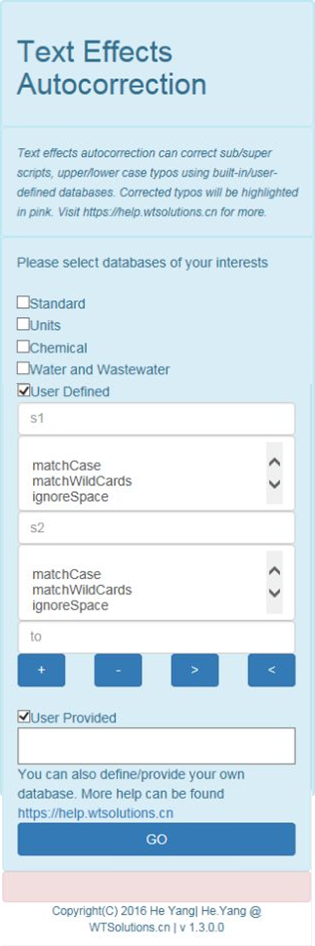 Text Effects
Autocorrection
Text effects autocorrection can correct sub/super
scripts, upper/lower case typos using built-in/user-
defined databases. Corrected typos will be highlighted
in pink. Visit https://help.wtsolutions.cn for more.
Please select databases of your interests
Standard
Units
Chemical
Water and Wastewater
User Defined
s1
matchCase
matchWildCards
ignoreSpace
s2
matchCase
matchWildCards
ignoreSpace
to
+ - > <
User Provided
You can also define/provide your own
database. More help can be found
https://help.wtsolutions.cn
GO
Copyright(C) 2016 He Yang| He.Yang @
WTSolutions.cn | v 1.3.0.0